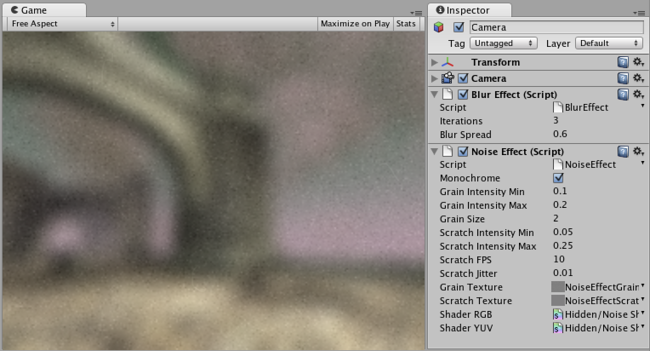 Game
Free Aspect
Maximize on Play Stats
Inspector
Camera
Tag Untagged Layer Default
Transform
Camera
Blur Effect (Script)
Script BlurEffect
Iterations 3
Blur Spread 0.6
Noise Effect (Script)
Script NoiseEffect
Monochrome
Grain Intensity Min 0.1
Grain Intensity Max 0.2
Grain Size 2
Scratch Intensity Min 0.05
Scratch Intensity Max 0.25
Scratch FPS 10
Scratch Jitter 0.01
Grain Texture NoiseEffectGrain
Scratch Texture NoiseEffectScrat
Shader RGB Hidden/Noise Sh
Shader YUV Hidden/Noise Sh